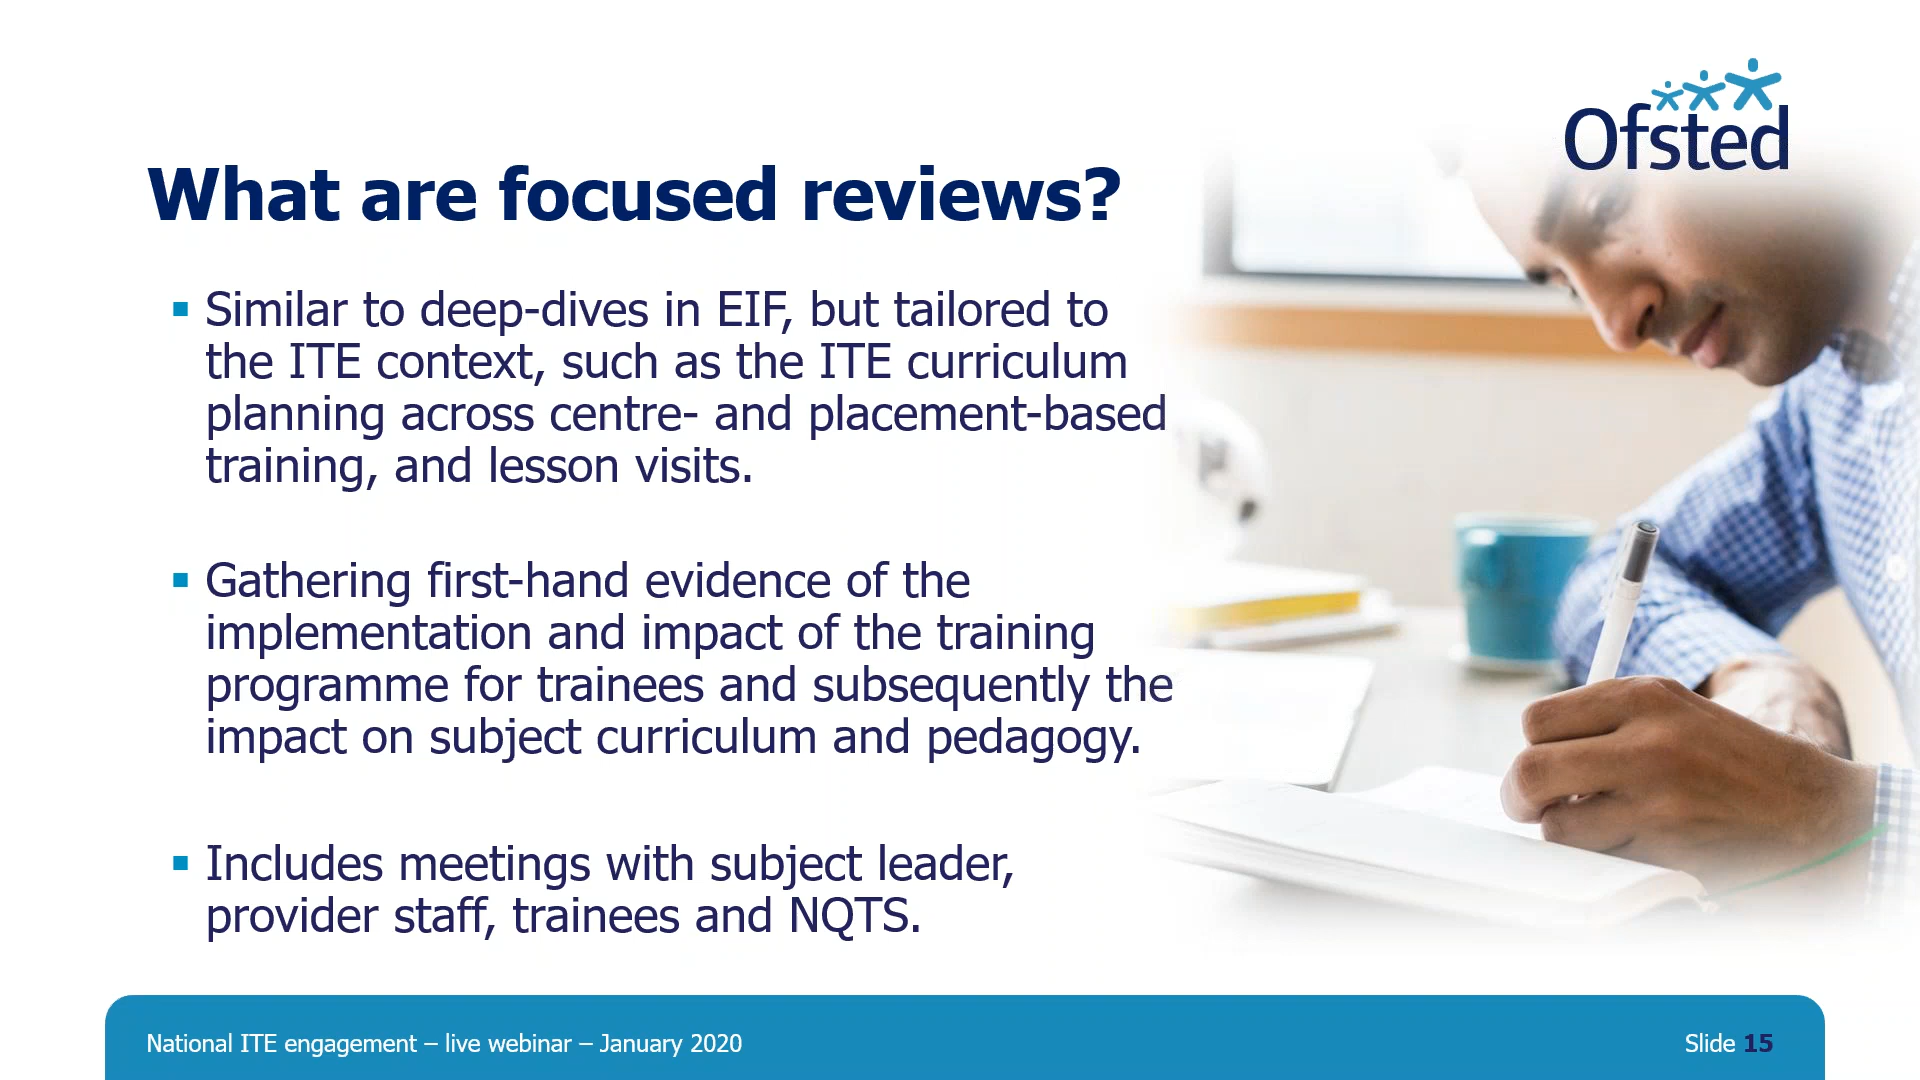 Ofsted
What are focused reviews?
Similar to deep-dives in EIF, but tailored to
the ITE context, such as the ITE curriculum
planning across centre- and placement-based
training, and lesson visits.
Gathering first-hand evidence of the
implementation and impact of the training
programme for trainees and subsequently the
impact on subject curriculum and pedagogy.
Includes meetings with subject leader,
provider staff, trainees and NQTS.
National ITE engagement – live webinar – January 2020
Slide 15